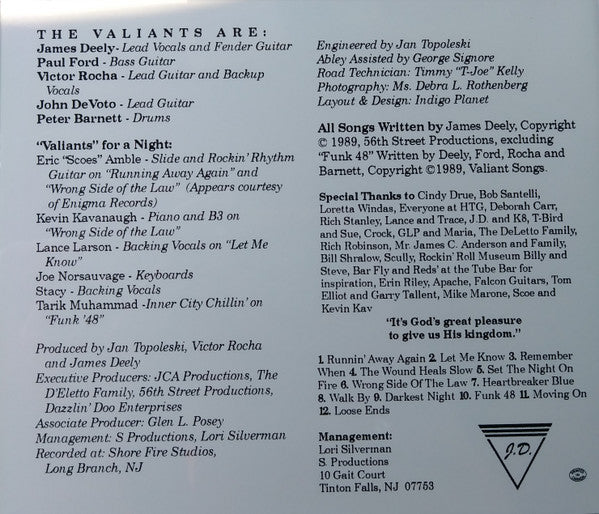 THE VALIANTS ARE:
James Deely- Lead Vocals and Fender Guitar
Paul Ford - Bass Guitar
Victor Rocha - Lead Guitar and Backup
Vocals
John DeVoto - Lead Guitar
Peter Barnett - Drums
"Valiants" for a Night:
Eric "Scoes" Amble - Slide and Rockin' Rhythm
Guitar on "Running Away Again" and
"Wrong Side of the Law" (Appears courtesy
of Enigma Records)
Kevin Kavanaugh - Piano and B3 on
"Wrong Side of the Law"
Lance Larson - Backing Vocals on "Let Me
Know"
Joe Norsauvage - Keyboards
Stacy - Backing Vocals
Tarik Muhammad -Inner City Chillin' on
"Funk '48"
Produced by Jan Topoleski, Victor Rocha
and James Deely
Executive Producers: JCA Productions, The
D'Eletto Family, 56th Street Productions,
Dazzlin' Doo Enterprises
Associate Producer: Glen L. Posey
Management: S Productions, Lori Silverman
Recorded at: Shore Fire Studios,
Long Branch, NJ
Engineered by Jan Topoleski
Abley Assisted by George Signore
Road Technician: Timmy "T-Joe" Kelly
Photography: Ms. Debra L. Rothenberg
Layout & Design: Indigo Planet
All Songs Written by James Deely, Copyright
© 1989, 56th Street Productions, excluding
"Funk 48" Written by Deely, Ford, Rocha and
Barnett, Copyright ©1989, Valiant Songs.
Special Thanks to Cindy Drue, Bob Santelli,
Loretta Windas, Everyone at HTG, Deborah Carr,
Rich Stanley, Lance and Trace, J.D. and K8, T-Bird
and Sue, Crock, GLP and Maria, The DeLetto Family,
Rich Robinson, Mr. James C. Anderson and Family,
Bill Shralow, Scully, Rockin' Roll Museum Billy and
Steve, Bar Fly and Reds' at the Tube Bar for
inspiration, Erin Riley, Apache, Falcon Guitars, Tom
Elliot and Garry Tallent, Mike Marone, Scoe and
Kevin Kav
"It's God's great pleasure
to give us His kingdom."
1. Runnin' Away Again 2. Let Me Know 3. Remember
When 4. The Wound Heals Slow 5. Set The Night On
Fire 6. Wrong Side Of The Law 7. Heartbreaker Blue
8. Walk By 9. Darkest Night 10. Funk 48 11. Moving On
12. Loose Ends
Management:
Lori Silverman
S. Productions
10 Gait Court
Tinton Falls, NJ 07753
J.D.